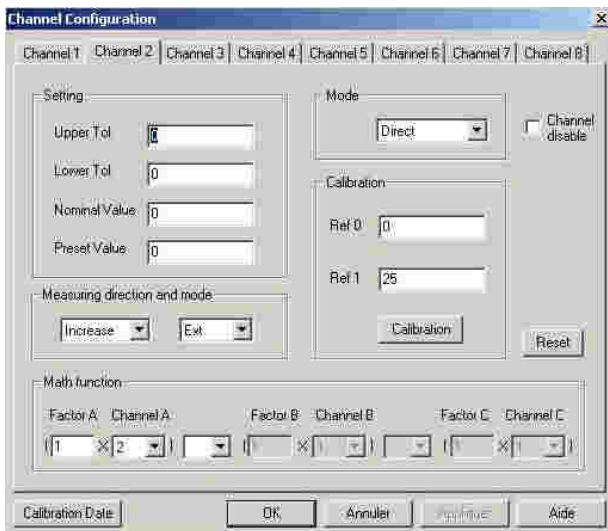 Channel Configuration
Channel 1 Channel 2 Channel 3 Channel 4 Channel 5 Channel 6 Channel 7 Channel 8
Setting
Upper Tol 0
Lower Tol 0
Nominal Value 0
Preset Value 0
Mode
Direct
Channel disable
Calibration
Ref 0 0
Ref 1 25
Calibration
Measuring direction and mode
Increase Ext
Reset
Math function
Factor A Channel A Factor B Channel B Factor C Channel C
( 1 X 2 ) ( 1 X 1 ) ( 1 X 1 )
Calibration Date OK Annuler Appliquer Aide